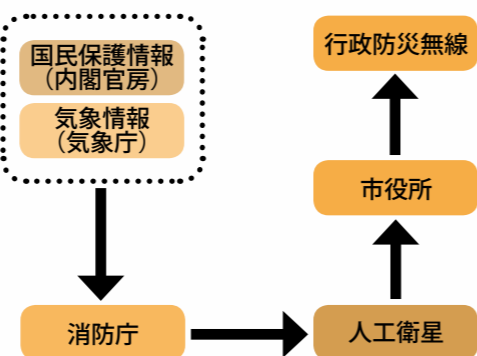 国民保護情報
（内閣官房）
気象情報
（気象庁）
消防庁
人工衛星
市役所
行政防災無線